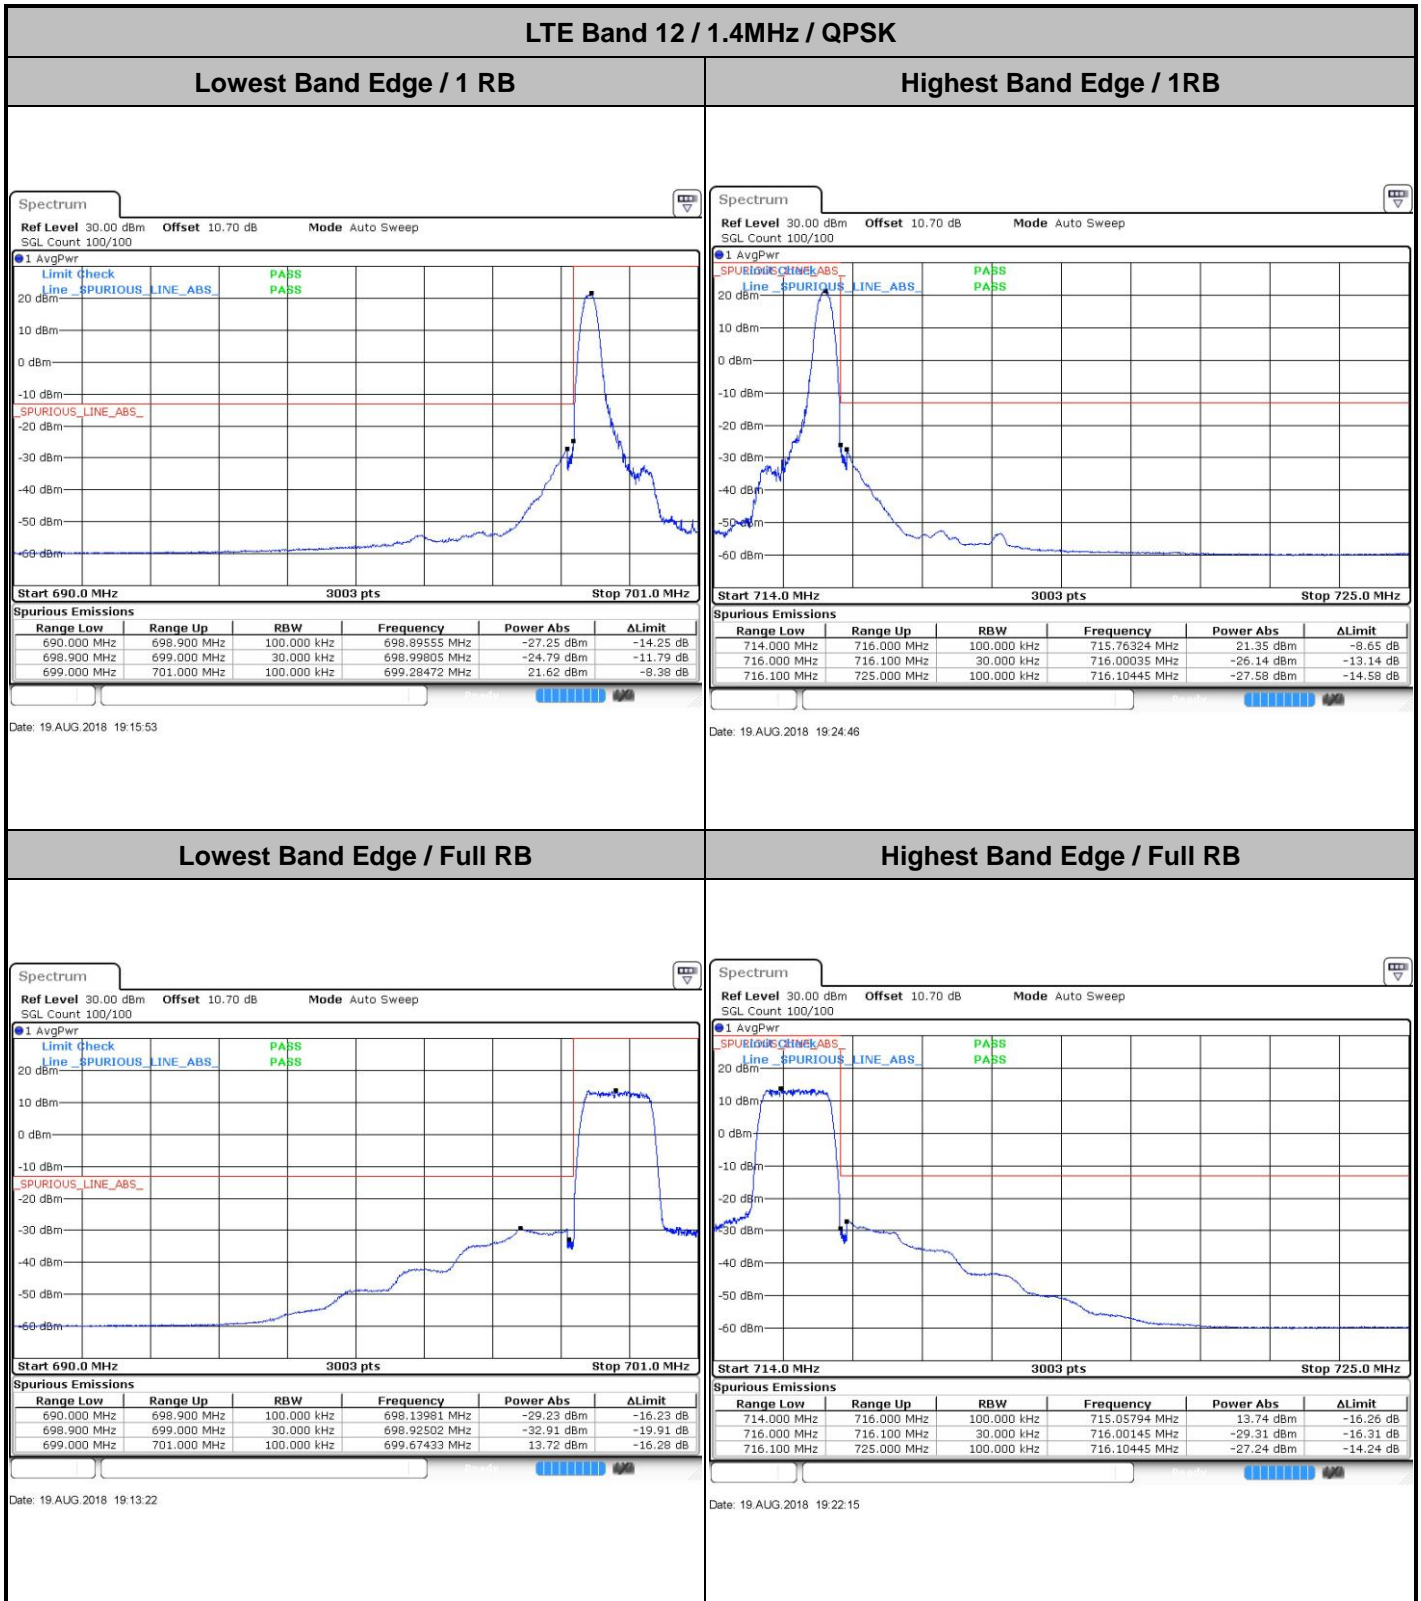 LTE Band 12 / 1.4MHz / QPSK
Lowest Band Edge / 1 RB
Highest Band Edge / 1RB
Spectrum
Ref Level 30.00 dBm Offset 10.70 dB Mode Auto Sweep
SGL Count 100/100
1 AvgPwr
Limit Check PASS
Line _SPURIOUS_LINE_ABS_ PASS
20 dBm
10 dBm
0 dBm
-10 dBm
_SPURIOUS_LINE_ABS_
-20 dBm
-30 dBm
-40 dBm
-50 dBm
-60 dBm
Start 690.0 MHz 3003 pts Stop 701.0 MHz
Spurious Emissions
Range Low Range Up RBW Frequency Power Abs ΔLimit
690.000 MHz 698.900 MHz 100.000 kHz 698.89555 MHz -27.25 dBm -14.25 dB
698.900 MHz 699.000 MHz 30.000 kHz 698.99805 MHz -24.79 dBm -11.79 dB
699.000 MHz 701.000 MHz 100.000 kHz 699.28472 MHz 21.62 dBm -8.38 dB
Ready
Date: 19.AUG.2018 19:15:53
Spectrum
Ref Level 30.00 dBm Offset 10.70 dB Mode Auto Sweep
SGL Count 100/100
1 AvgPwr
_SPURIOUS_LINE_ABS_
Limit Check PASS
Line _SPURIOUS_LINE_ABS_ PASS
20 dBm
10 dBm
0 dBm
-10 dBm
-20 dBm
-30 dBm
-40 dBm
-50 dBm
-60 dBm
Start 714.0 MHz 3003 pts Stop 725.0 MHz
Spurious Emissions
Range Low Range Up RBW Frequency Power Abs ΔLimit
714.000 MHz 716.000 MHz 100.000 kHz 715.76324 MHz 21.35 dBm -8.65 dB
716.000 MHz 716.100 MHz 30.000 kHz 716.00035 MHz -26.14 dBm -13.14 dB
716.100 MHz 725.000 MHz 100.000 kHz 716.10445 MHz -27.58 dBm -14.58 dB
Ready
Date: 19.AUG.2018 19:24:46
Lowest Band Edge / Full RB
Highest Band Edge / Full RB
Spectrum
Ref Level 30.00 dBm Offset 10.70 dB Mode Auto Sweep
SGL Count 100/100
1 AvgPwr
Limit Check PASS
Line _SPURIOUS_LINE_ABS_ PASS
20 dBm
10 dBm
0 dBm
-10 dBm
_SPURIOUS_LINE_ABS_
-20 dBm
-30 dBm
-40 dBm
-50 dBm
-60 dBm
Start 690.0 MHz 3003 pts Stop 701.0 MHz
Spurious Emissions
Range Low Range Up RBW Frequency Power Abs ΔLimit
690.000 MHz 698.900 MHz 100.000 kHz 698.13981 MHz -29.23 dBm -16.23 dB
698.900 MHz 699.000 MHz 30.000 kHz 698.92502 MHz -32.91 dBm -19.91 dB
699.000 MHz 701.000 MHz 100.000 kHz 699.67433 MHz 13.72 dBm -16.28 dB
Ready
Date: 19.AUG.2018 19:13:22
Spectrum
Ref Level 30.00 dBm Offset 10.70 dB Mode Auto Sweep
SGL Count 100/100
1 AvgPwr
_SPURIOUS_LINE_ABS_
Limit Check PASS
Line _SPURIOUS_LINE_ABS_ PASS
20 dBm
10 dBm
0 dBm
-10 dBm
-20 dBm
-30 dBm
-40 dBm
-50 dBm
-60 dBm
Start 714.0 MHz 3003 pts Stop 725.0 MHz
Spurious Emissions
Range Low Range Up RBW Frequency Power Abs ΔLimit
714.000 MHz 716.000 MHz 100.000 kHz 715.05794 MHz 13.74 dBm -16.26 dB
716.000 MHz 716.100 MHz 30.000 kHz 716.00145 MHz -29.31 dBm -16.31 dB
716.100 MHz 725.000 MHz 100.000 kHz 716.10445 MHz -27.24 dBm -14.24 dB
Ready
Date: 19.AUG.2018 19:22:15